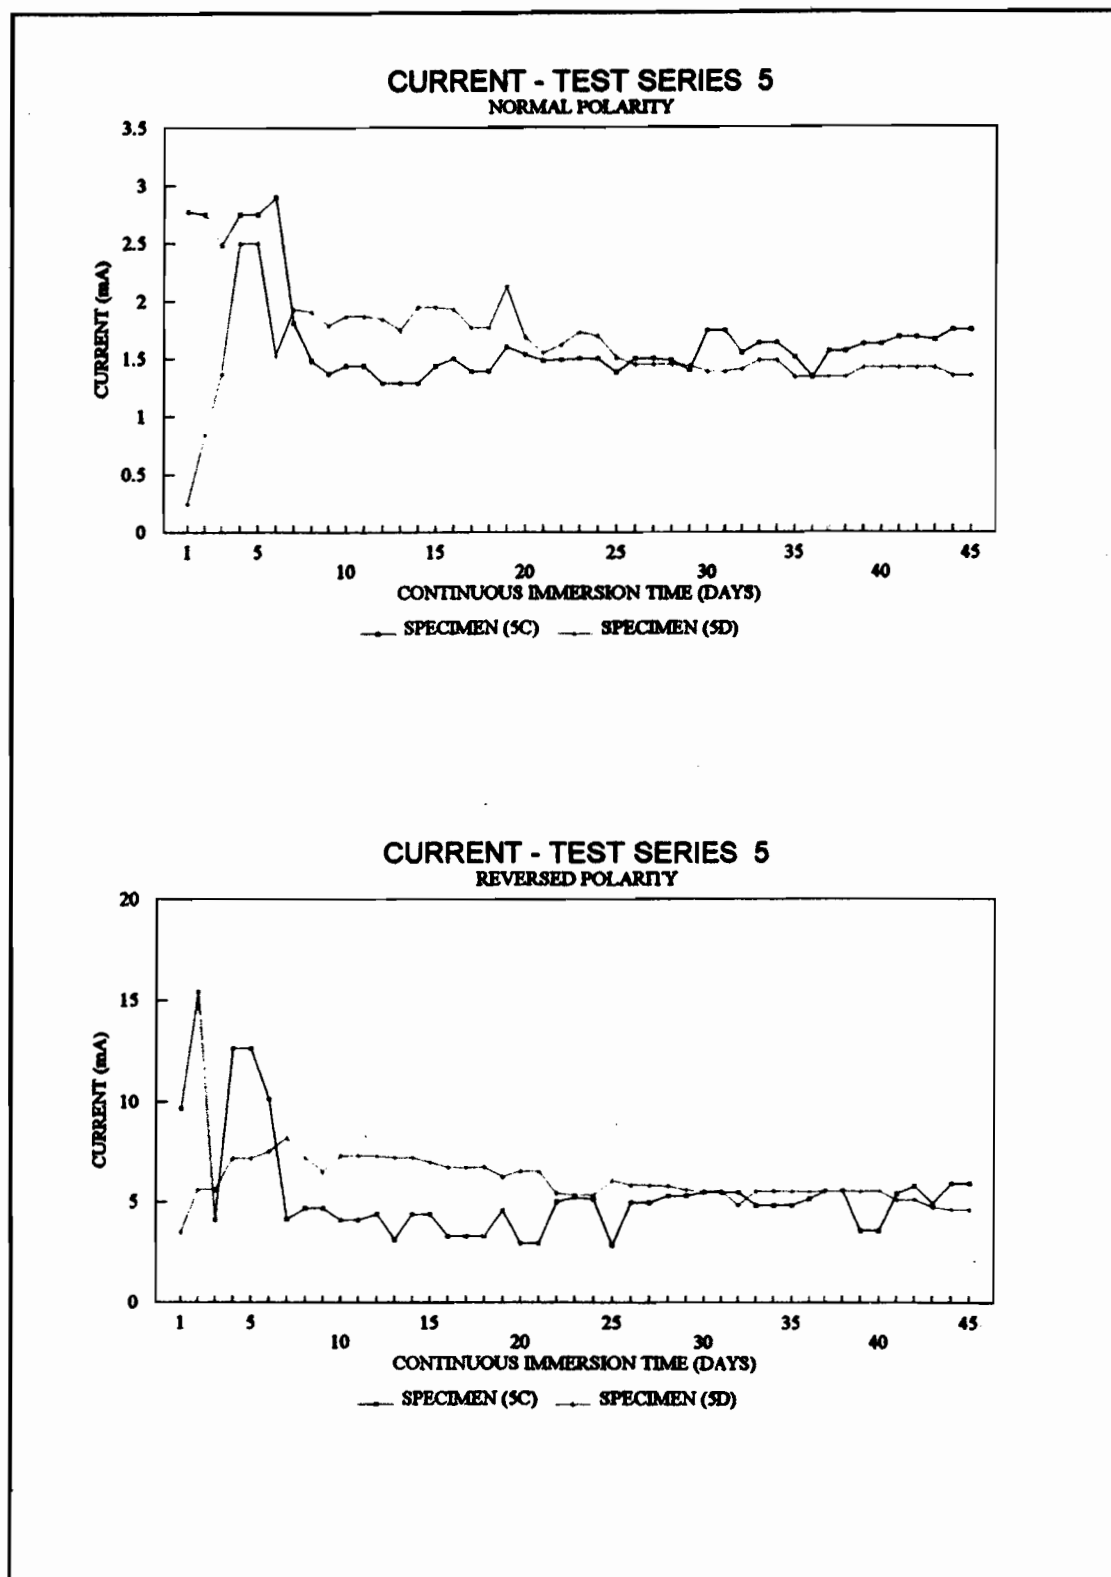 CURRENT - TEST SERIES 5
NORMAL POLARITY
3.5
3
2.5
2
1.5
1
0.5
0
CURRENT (mA)
1 5 15 25 35 45
10 20 30 40
CONTINUOUS IMMERSION TIME (DAYS)
SPECIMEN (5C) SPECIMEN (5D)
CURRENT - TEST SERIES 5
REVERSED POLARITY
20
15
10
5
0
CURRENT (mA)
1 5 15 25 35 45
10 20 30 40
CONTINUOUS IMMERSION TIME (DAYS)
SPECIMEN (5C) SPECIMEN (5D)